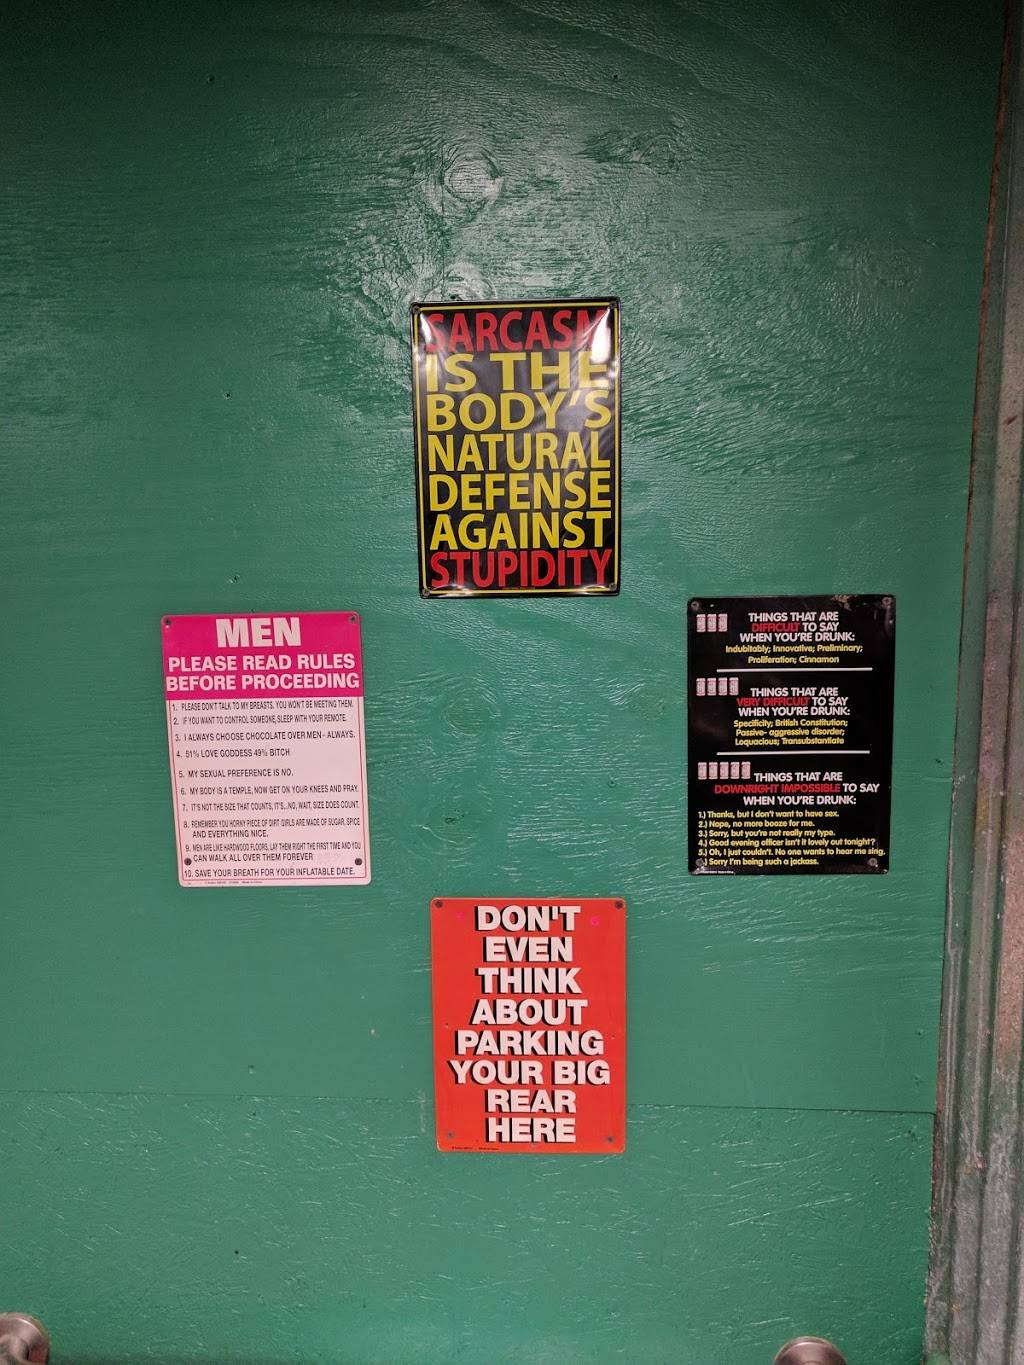 SARCASM
IS THE
BODY'S
NATURAL
DEFENSE
AGAINST
STUPIDITY
MEN
PLEASE READ RULES
BEFORE PROCEEDING
1. PLEASE DON'T TALK TO MY BREASTS. YOU WON'T BE MEETING THEM.
2. IF YOU WANT TO CONTROL SOMEONE, SLEEP WITH YOUR REMOTE.
3. I ALWAYS CHOOSE CHOCOLATE OVER MEN - ALWAYS.
4. 51% LOVE GODDESS 49% BITCH
5. MY SEXUAL PREFERENCE IS NO.
6. MY BODY IS A TEMPLE, NOW GET ON YOUR KNEES AND PRAY.
7. IT'S NOT THE SIZE THAT COUNTS, IT'S...NO, WAIT, SIZE DOES COUNT.
8. REMEMBER YOU HORNY PIECE OF DIRT GIRLS ARE MADE OF SUGAR, SPICE
AND EVERYTHING NICE.
9. MEN ARE LIKE HARDWOOD FLOORS, LAY THEM RIGHT THE FIRST TIME AND YOU
CAN WALK ALL OVER THEM FOREVER
10. SAVE YOUR BREATH FOR YOUR INFLATABLE DATE.
THINGS THAT ARE
DIFFICULT TO SAY
WHEN YOU'RE DRUNK:
Indubitably; Innovative; Preliminary;
Proliferation; Cinnamon
THINGS THAT ARE
VERY DIFFICULT TO SAY
WHEN YOU'RE DRUNK:
Specificity; British Constitution;
Passive- aggressive disorder;
Loquacious; Transubstantiate
THINGS THAT ARE
DOWNRIGHT IMPOSSIBLE TO SAY
WHEN YOU'RE DRUNK:
1.) Thanks, but I don't want to have sex.
2.) Nope, no more booze for me.
3.) Sorry, but you're not really my type.
4.) Good evening officer isn't it lovely out tonight?
5.) Oh, I just couldn't. No one wants to hear me sing.
) Sorry I'm being such a jackass.
DON'T
EVEN
THINK
ABOUT
PARKING
YOUR BIG
REAR
HERE